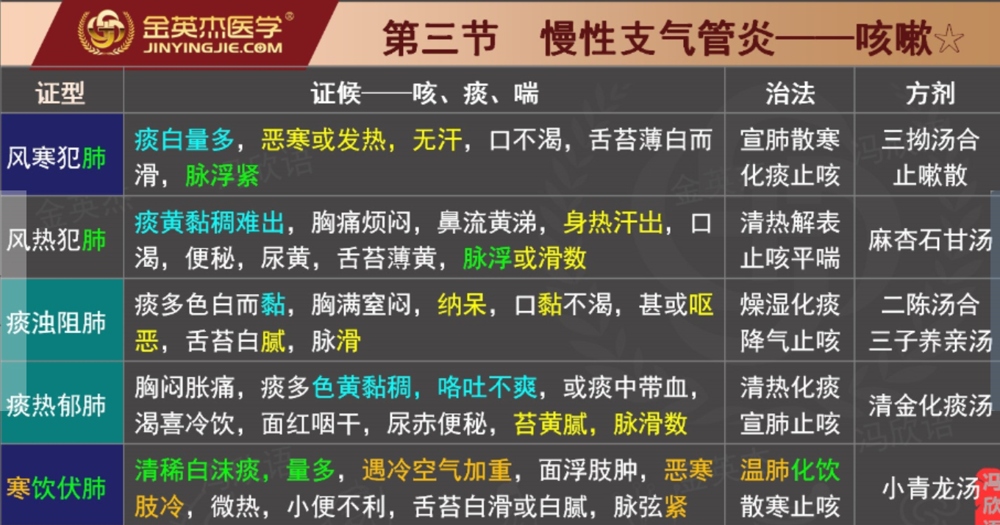 金英杰医学®
JINYINGJIE.COM
第三节 慢性支气管炎——咳嗽☆
证型
证候——咳、痰、喘
治法
方剂
风寒犯肺
痰白量多，恶寒或发热，无汗，口不渴，舌苔薄白而
滑，脉浮紧
宣肺散寒
化痰止咳
三拗汤合
止嗽散
风热犯肺
痰黄黏稠难出，胸痛烦闷，鼻流黄涕，身热汗出，口
渴，便秘，尿黄，舌苔薄黄，脉浮或滑数
清热解表
止咳平喘
麻杏石甘汤
痰浊阻肺
痰多色白而黏，胸满窒闷，纳呆，口黏不渴，甚或呕
恶，舌苔白腻，脉滑
燥湿化痰
降气止咳
二陈汤合
三子养亲汤
痰热郁肺
胸闷胀痛，痰多色黄黏稠，咯吐不爽，或痰中带血，
渴喜冷饮，面红咽干，尿赤便秘，苔黄腻，脉滑数
清热化痰
宣肺止咳
清金化痰汤
寒饮伏肺
清稀白沫痰，量多，遇冷空气加重，面浮肢肿，恶寒
肢冷，微热，小便不利，舌苔白滑或白腻，脉弦紧
温肺化饮
散寒止咳
小青龙汤
冯欣语
金英杰
冯欣语